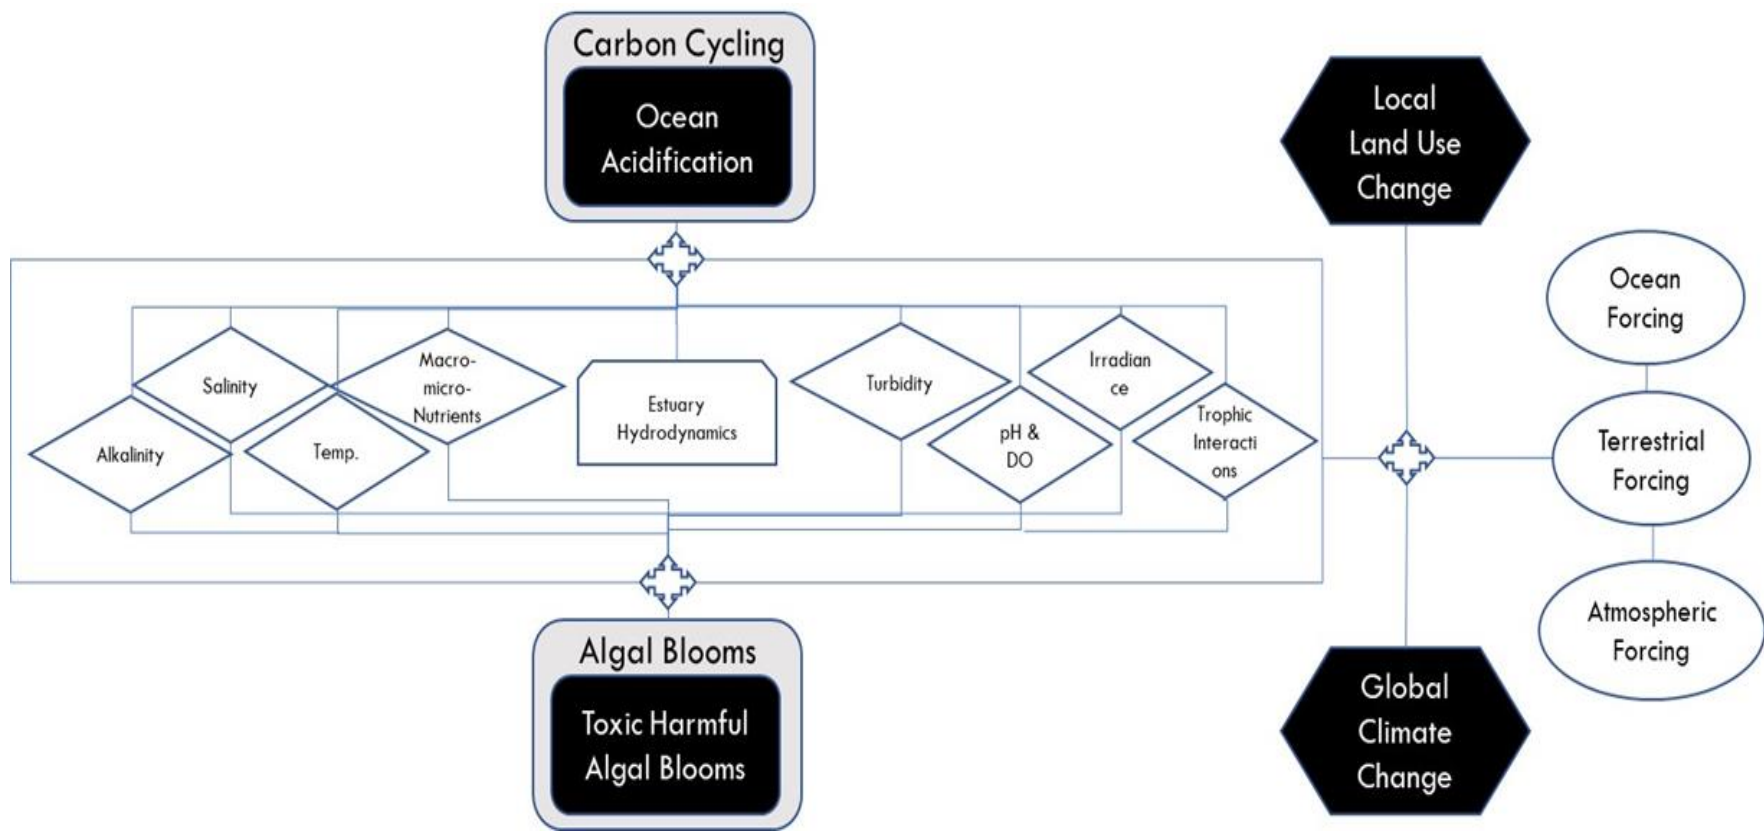 Carbon Cycling
Ocean
Acidification
Local
Land Use
Change
Ocean
Forcing
Salinity
Macro-
micro-
Nutrients
Alkalinity
Temp.
Estuary
Hydrodynamics
Turbidity
Irradian
ce
pH &
DO
Trophic
Interacti
ons
Terrestrial
Forcing
Atmospheric
Forcing
Algal Blooms
Toxic Harmful
Algal Blooms
Global
Climate
Change